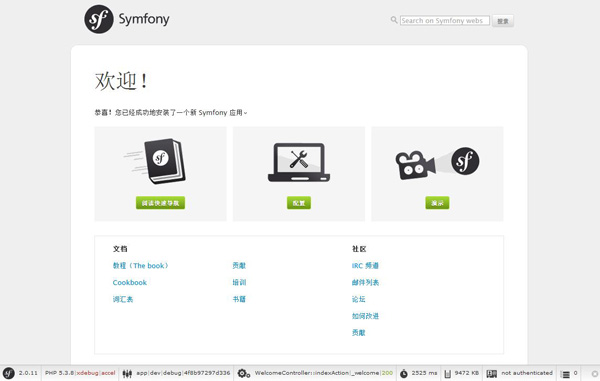 Symfony
Search on Symfony webs
登录
欢迎！
恭喜！您已经成功地安装了一个新 Symfony 应用。
阅读快速导航
配置
演示
文档
社区
教程（The book）
贡献
IRC 频道
Cookbook
培训
邮件列表
词汇表
书籍
论坛
如何改进
贡献
2.0.11 PHP 5.3.8|xdebug|accel app|dev|debug|4f8b97297d336 WelcomeController::indexAction|_welcome|200 2525 ms 9472 KB not authenticated 0